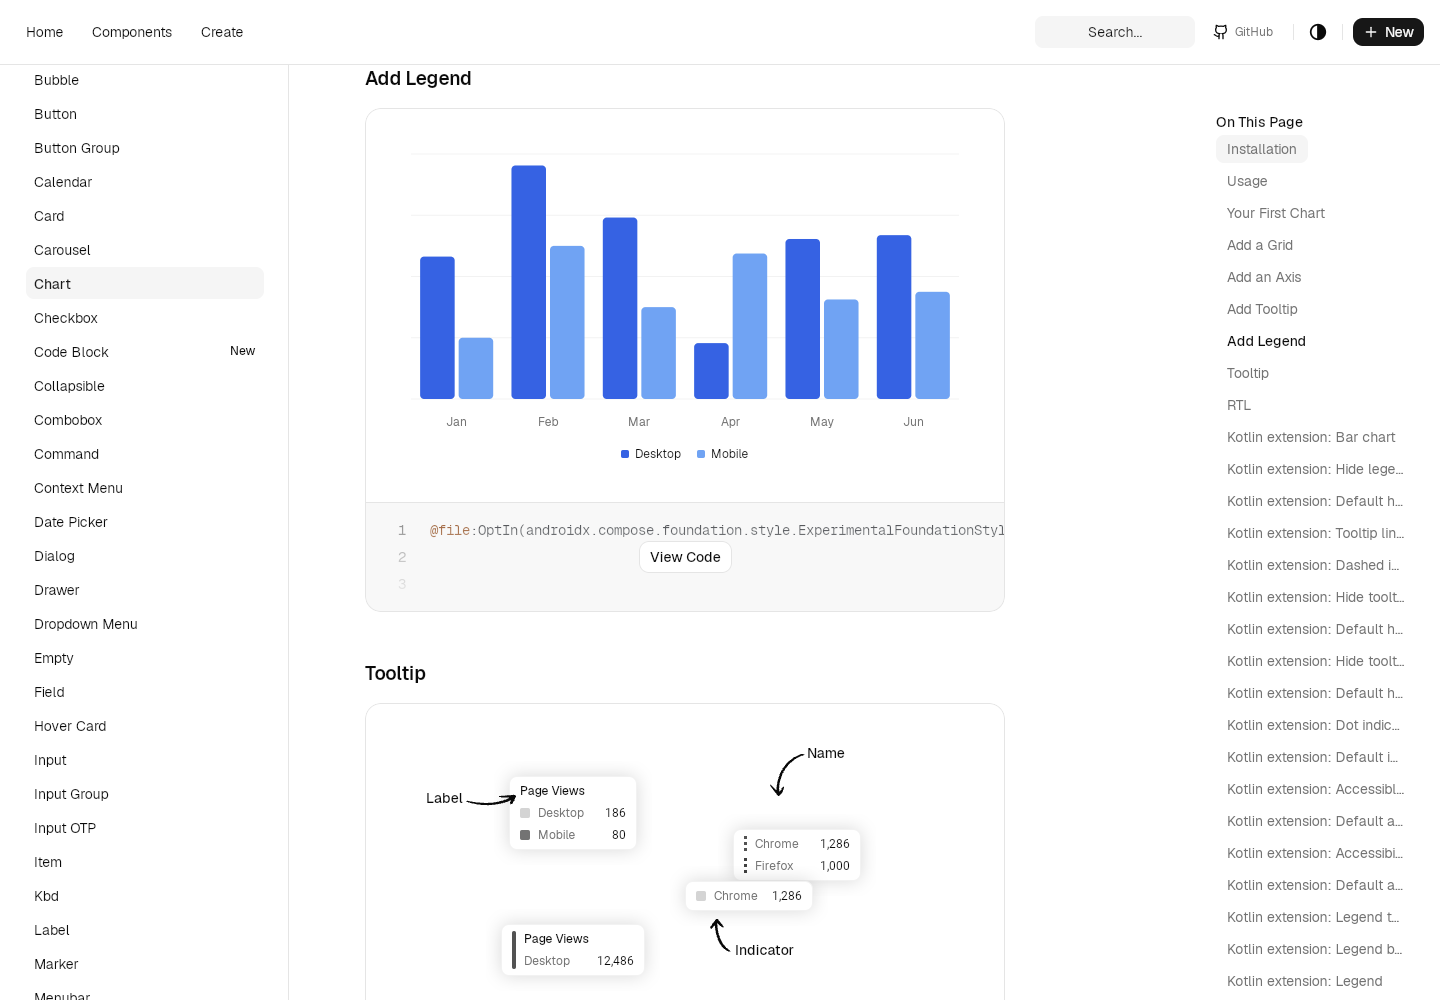 Home
Components
Create
Search...
GitHub
New
Bubble
Button
Button Group
Calendar
Card
Carousel
Chart
Checkbox
Code Block New
Collapsible
Combobox
Command
Context Menu
Date Picker
Dialog
Drawer
Dropdown Menu
Empty
Field
Hover Card
Input
Input Group
Input OTP
Item
Kbd
Label
Marker
Menubar
Add Legend
Jan Feb Mar Apr May Jun
Desktop Mobile
1 @file:OptIn(androidx.compose.foundation.style.ExperimentalFoundationStyl
2
View Code
3
Tooltip
Label
Page Views
Desktop 186
Mobile 80
Name
Chrome 1,286
Firefox 1,000
Chrome 1,286
Indicator
Page Views
Desktop 12,486
On This Page
Installation
Usage
Your First Chart
Add a Grid
Add an Axis
Add Tooltip
Add Legend
Tooltip
RTL
Kotlin extension: Bar chart
Kotlin extension: Hide lege...
Kotlin extension: Default h...
Kotlin extension: Tooltip lin...
Kotlin extension: Dashed i...
Kotlin extension: Hide toolt...
Kotlin extension: Default h...
Kotlin extension: Hide toolt...
Kotlin extension: Default h...
Kotlin extension: Dot indic...
Kotlin extension: Default i...
Kotlin extension: Accessibl...
Kotlin extension: Default a...
Kotlin extension: Accessibi...
Kotlin extension: Default a...
Kotlin extension: Legend t...
Kotlin extension: Legend b...
Kotlin extension: Legend